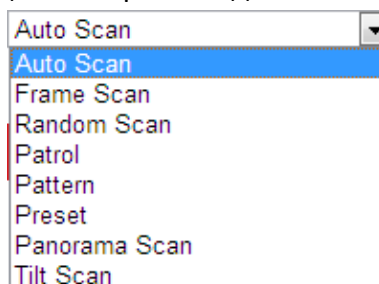 Auto Scan
Auto Scan
Frame Scan
Random Scan
Patrol
Pattern
Preset
Panorama Scan
Tilt Scan